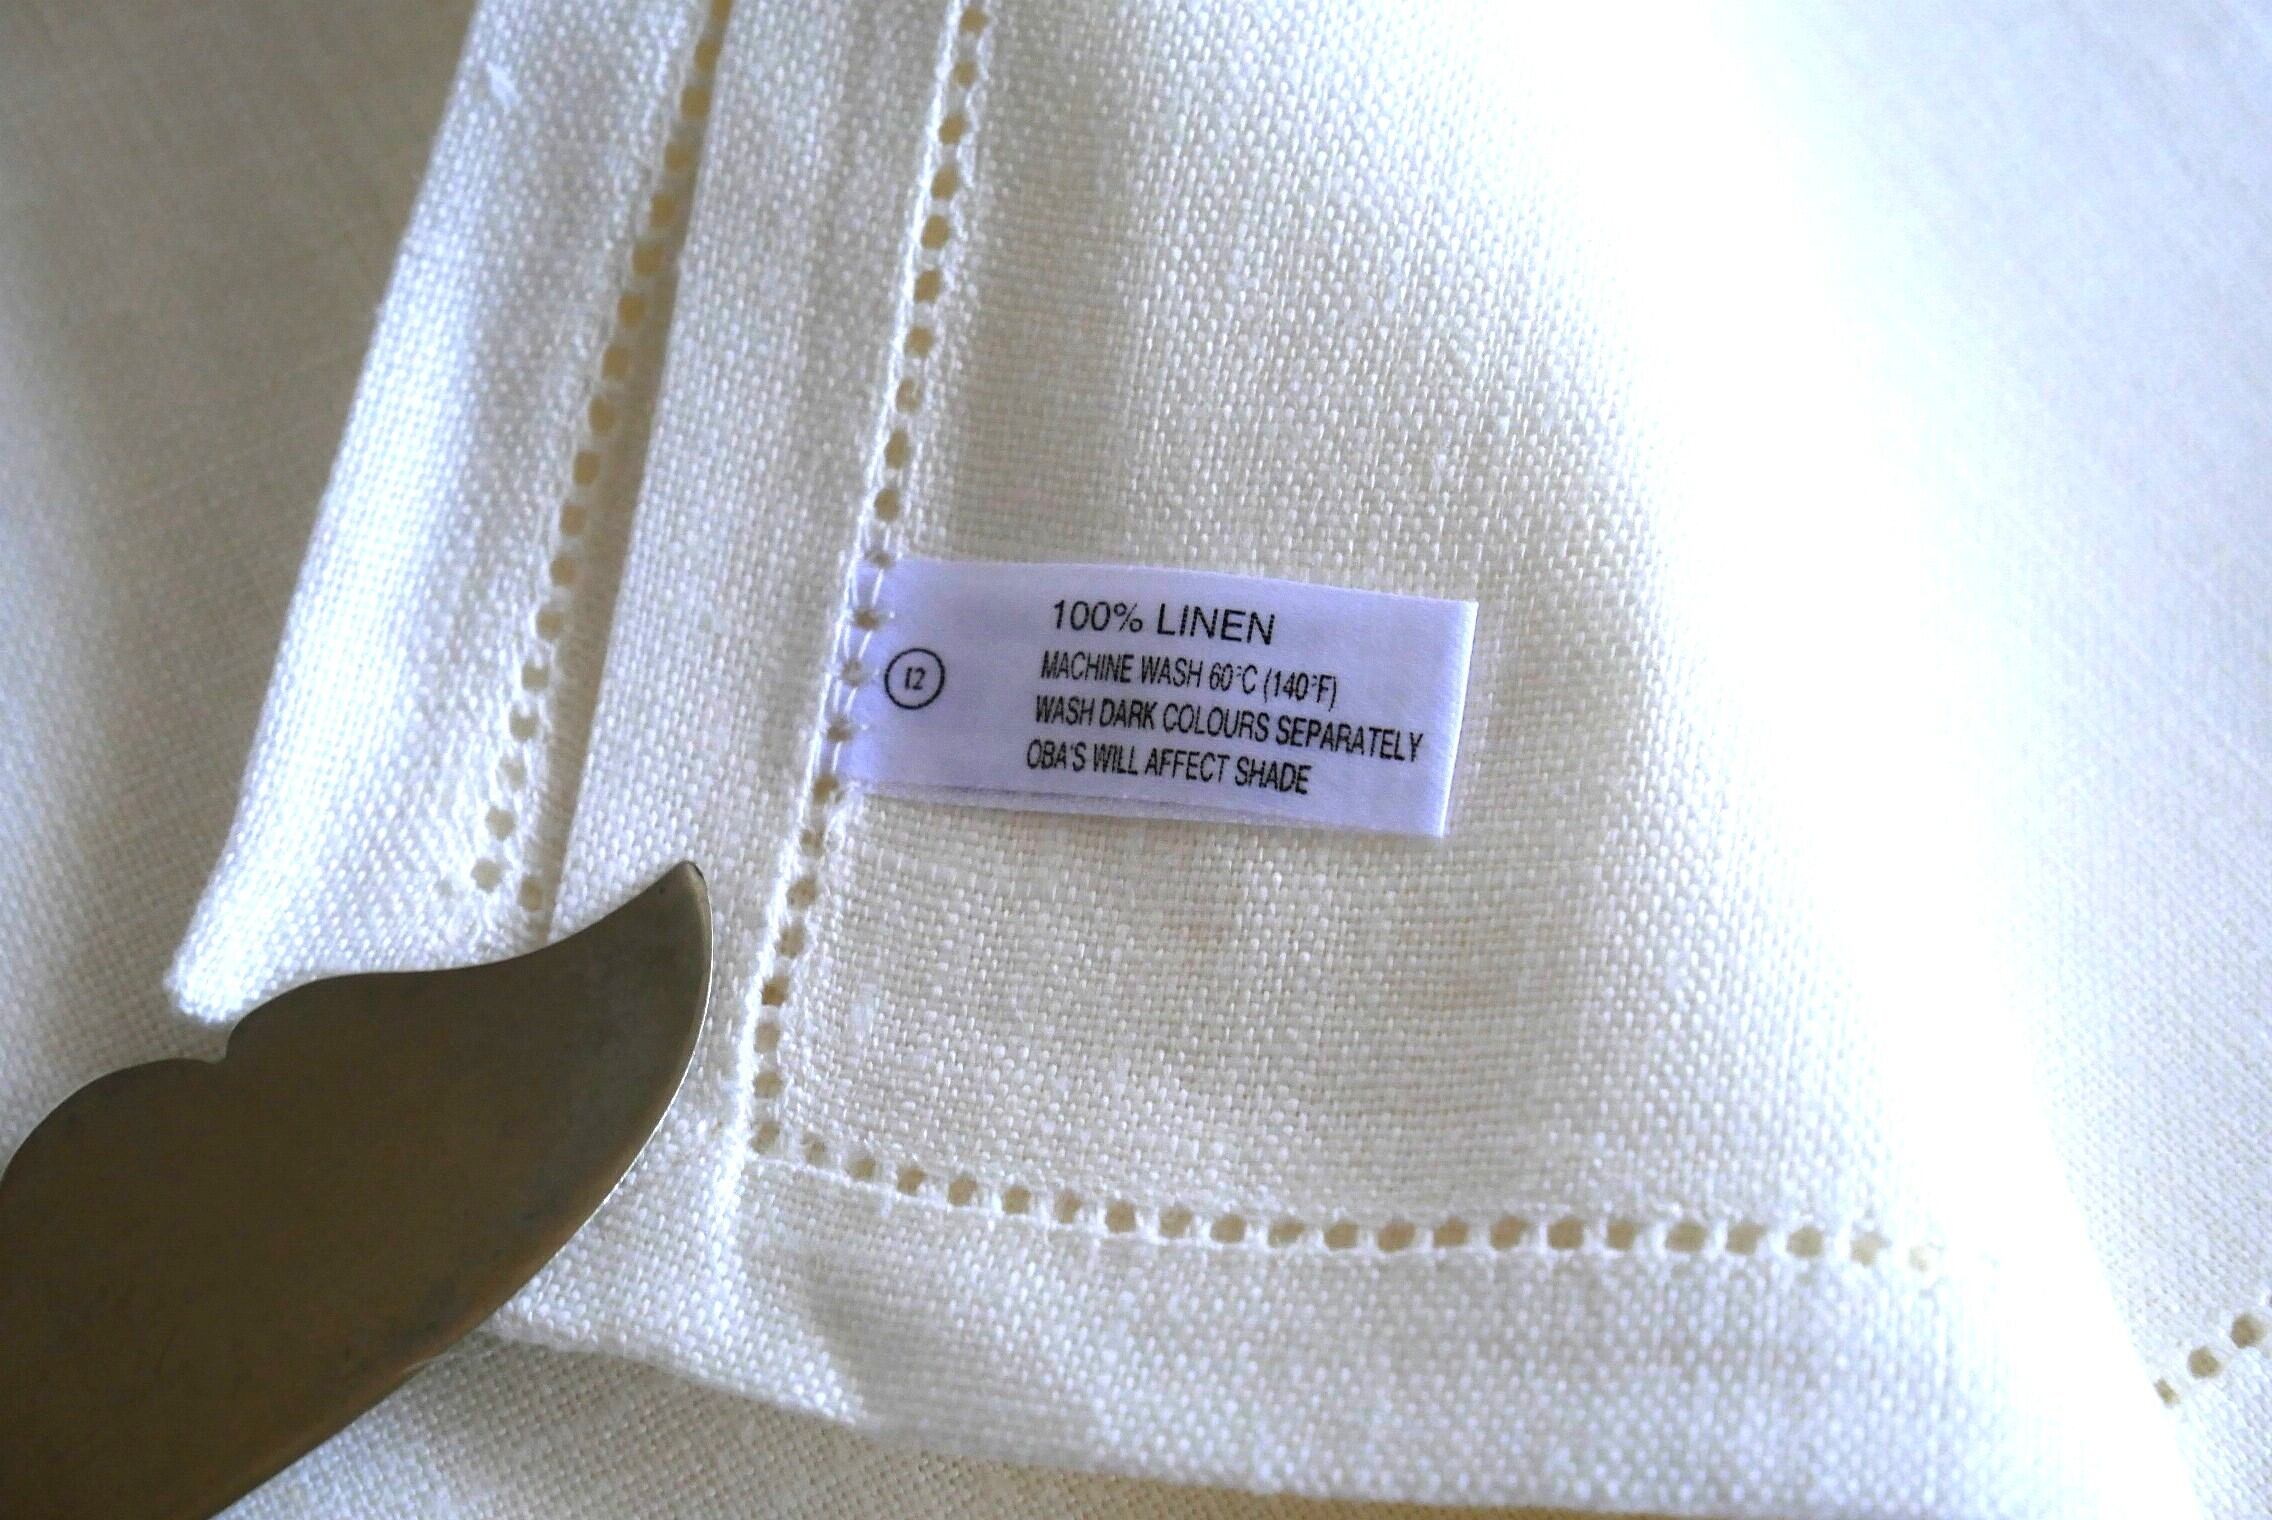 100% LINEN
12
MACHINE WASH 60°C (140°F)
WASH DARK COLOURS SEPARATELY
OBA'S WILL AFFECT SHADE